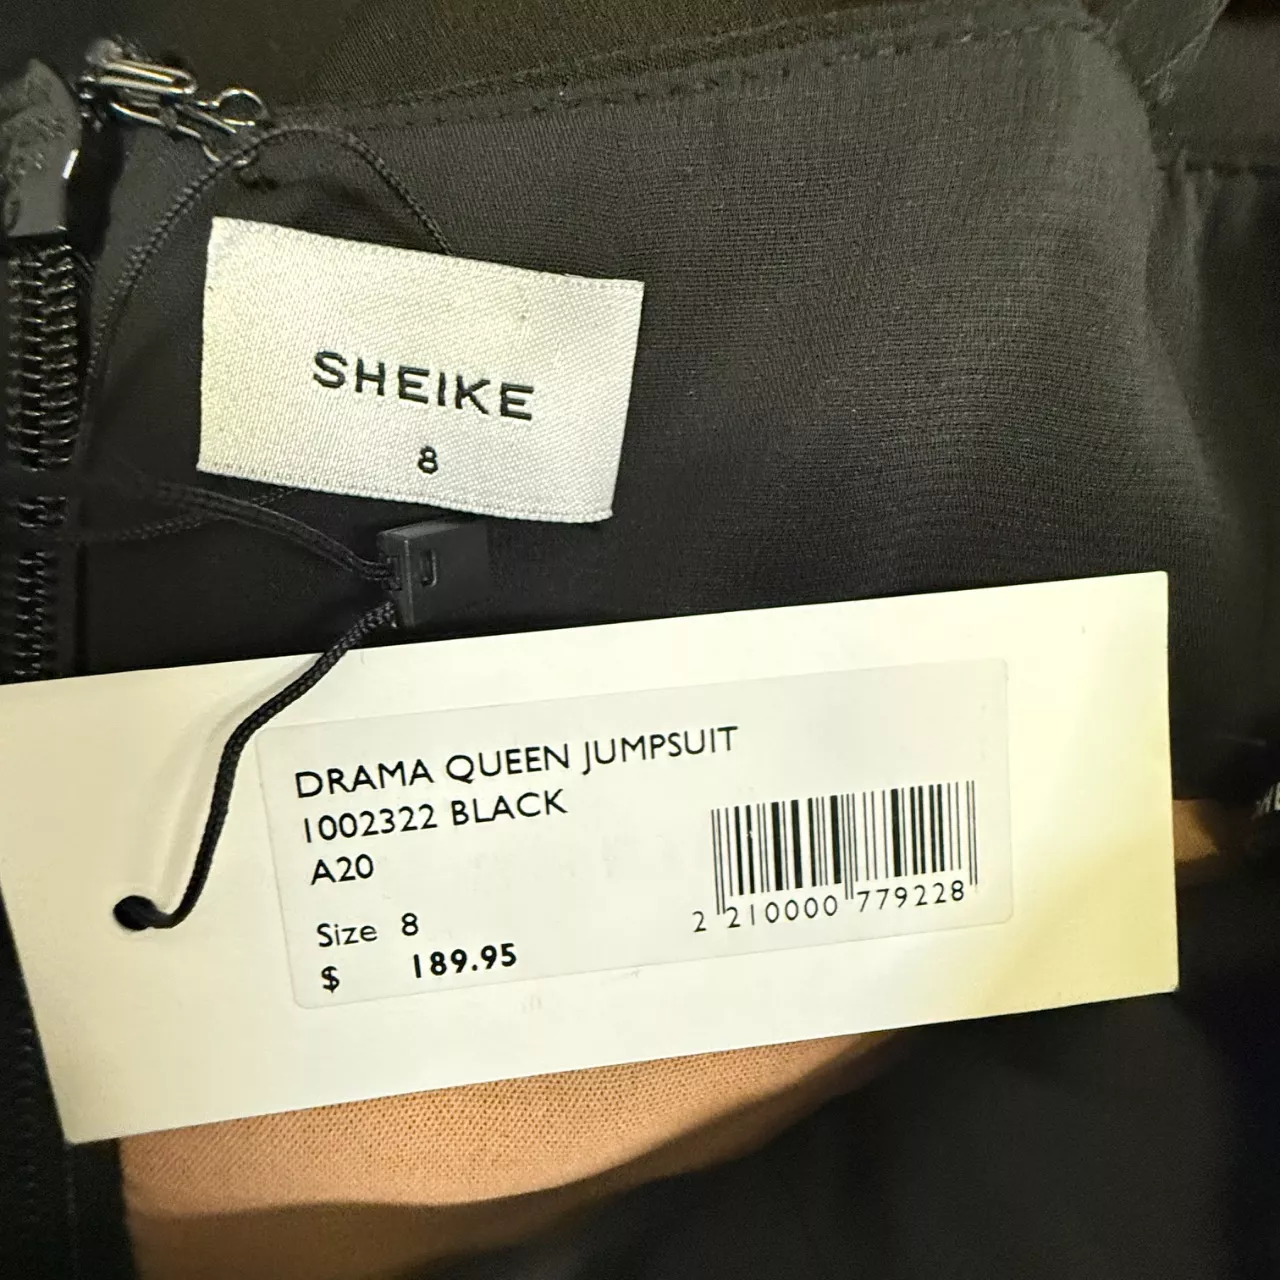 SHEIKE
8
DRAMA QUEEN JUMPSUIT
1002322 BLACK
A20
Size 8
$ 189.95
2 210000 779228